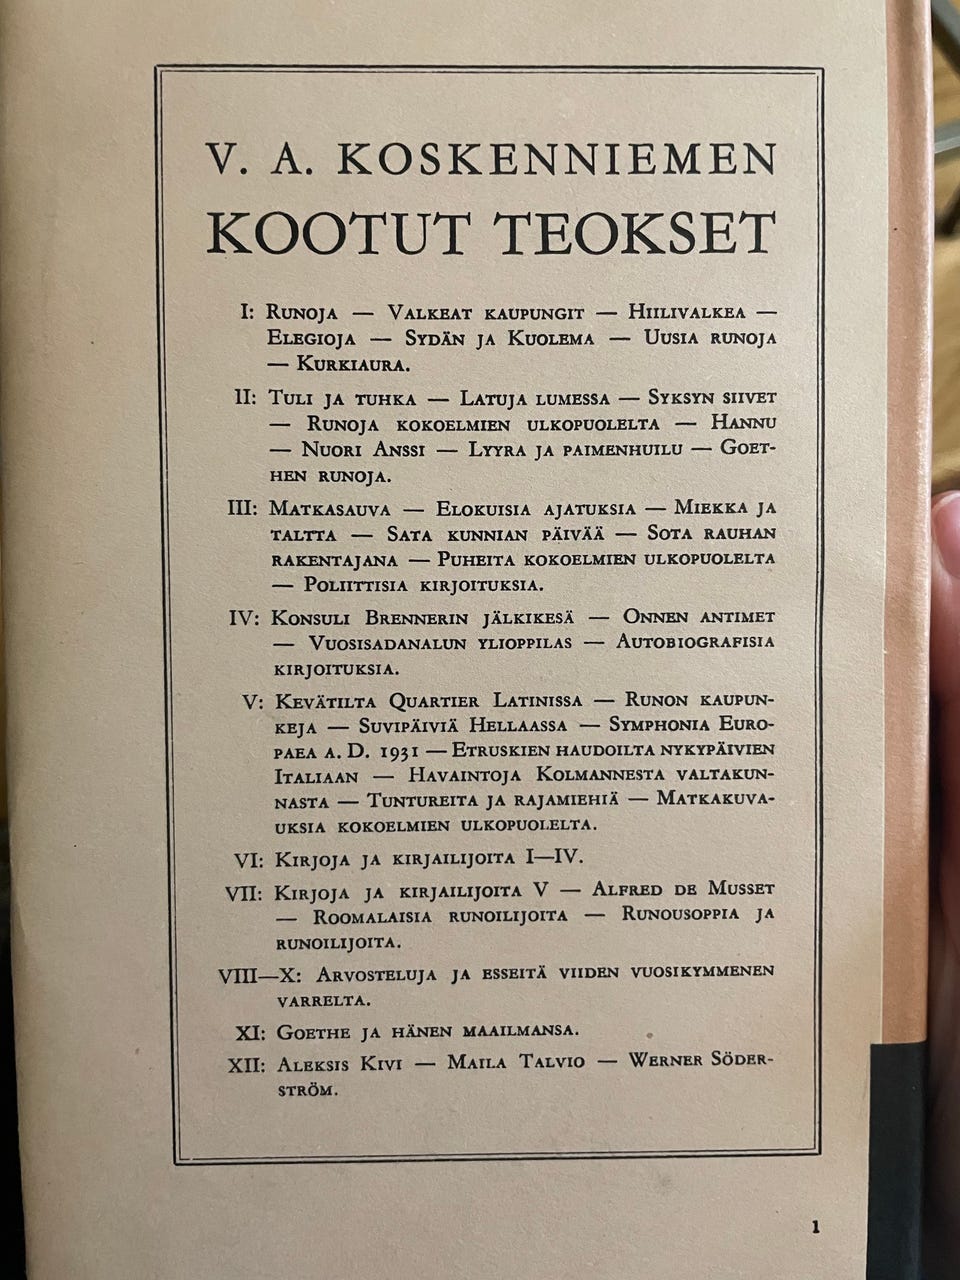 V. A. KOSKENNIEMEN
KOOTUT TEOKSET
I: RUNOJA — VALKEAT KAUPUNGIT — HIILIVALKEA —
ELEGIOJA — SYDÄN JA KUOLEMA — UUSIA RUNOJA
— KURKIAURA.
II: TULI JA TUHKA — LATUJA LUMESSA — SYKSYN SIIVET
— RUNOJA KOKOELMIEN ULKOPUOLELTA — HANNU
— NUORI ANSSI — LYYRA JA PAIMENHUILU — GOET-
HEN RUNOJA.
III: MATKASAUVA — ELOKUISIA AJATUKSIA — MIEKKA JA
TALTTA — SATA KUNNIAN PÄIVÄÄ — SOTA RAUHAN
RAKENTAJANA — PUHEITA KOKOELMIEN ULKOPUOLELTA
— POLIITTISIA KIRJOITUKSIA.
IV: KONSULI BRENNERIN JÄLKIKESÄ — ONNEN ANTIMET
— VUOSISADANALUN YLIOPPILAS — AUTOBIOGRAFISIA
KIRJOITUKSIA.
V: KEVÄTILTA QUARTIER LATINISSA — RUNON KAUPUN-
KEJA — SUVIPÄIVIÄ HELLAASSA — SYMPHONIA EURO-
PAEA A. D. 1931 — ETRUSKIEN HAUDOILTA NYKYPÄIVIEN
ITALIAAN — HAVAINTOJA KOLMANNESTA VALTAKUN-
NASTA — TUNTUREITA JA RAJAMIEHIÄ — MATKAKUVA-
UKSIA KOKOELMIEN ULKOPUOLELTA.
VI: KIRJOJA JA KIRJAILIJOITA I—IV.
VII: KIRJOJA JA KIRJAILIJOITA V — ALFRED DE MUSSET
— ROOMALAISIA RUNOILIJOITA — RUNOUSOPPIA JA
RUNOILIJOITA.
VIII—X: ARVOSTELUJA JA ESSEITÄ VIIDEN VUOSIKYMMENEN
VARRELTA.
XI: GOETHE JA HÄNEN MAAILMANSA.
XII: ALEKSIS KIVI — MAILA TALVIO — WERNER SÖDER-
STRÖM.
1